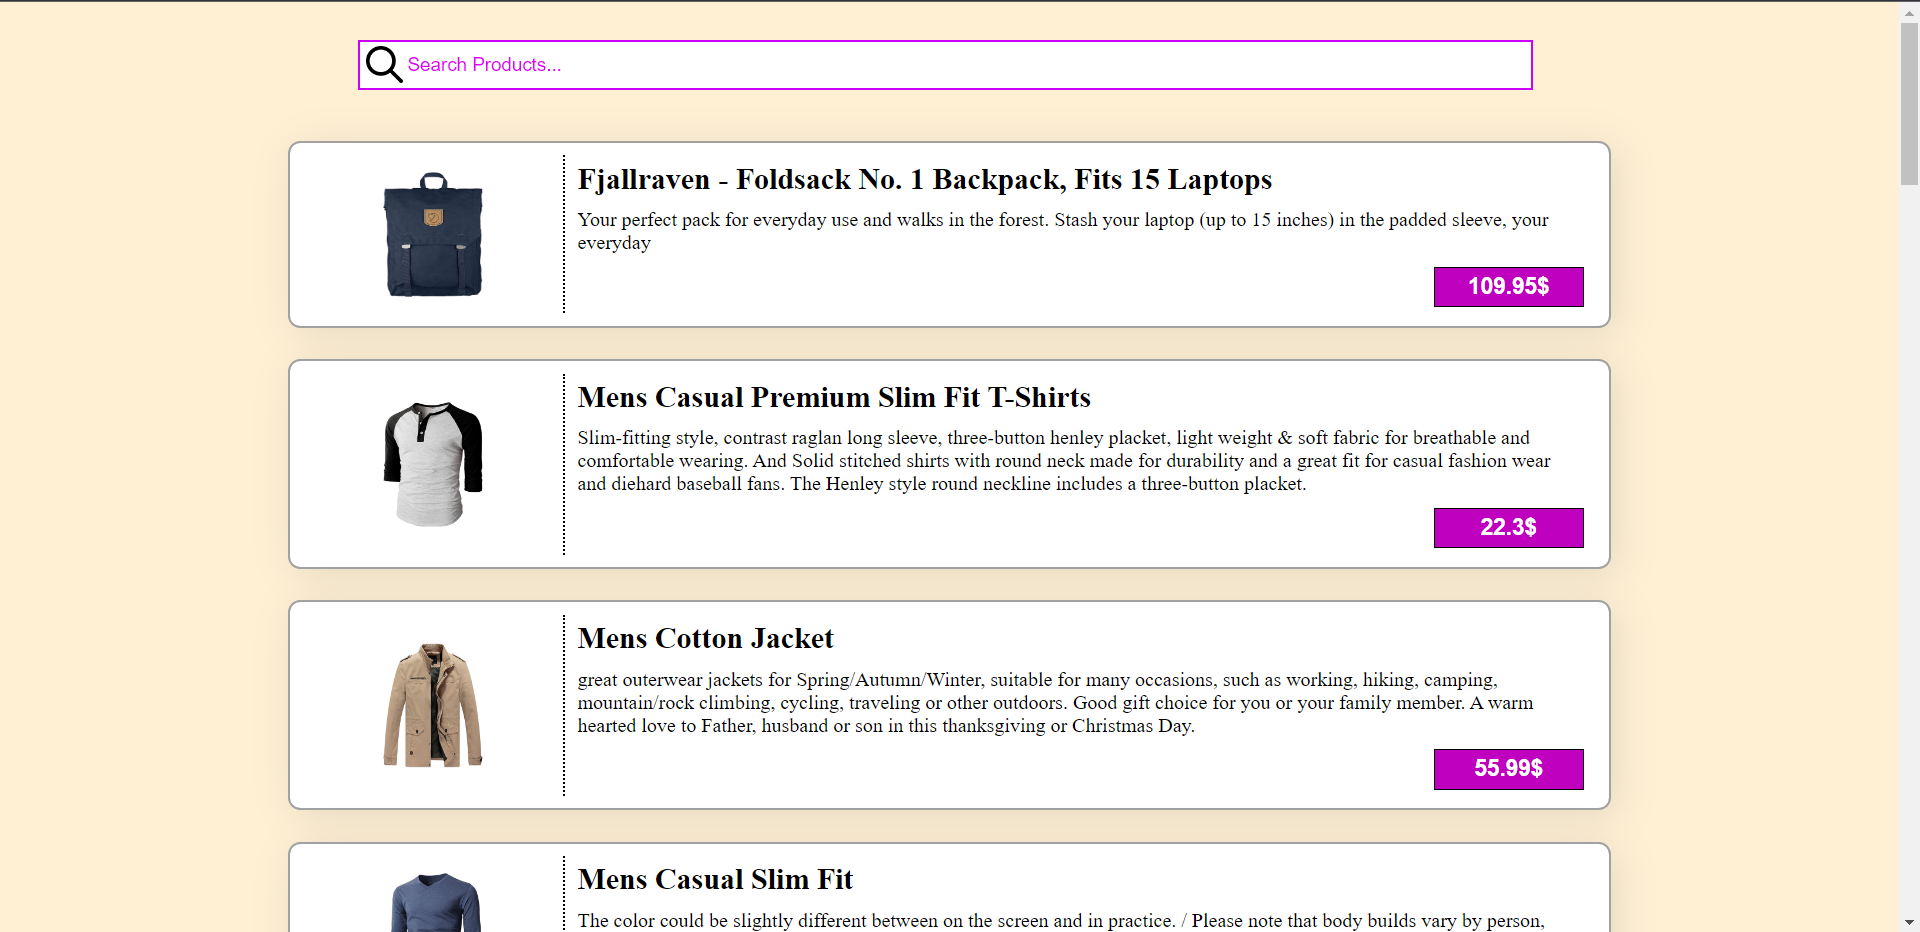 Search Products...
Fjallraven - Foldsack No. 1 Backpack, Fits 15 Laptops
Your perfect pack for everyday use and walks in the forest. Stash your laptop (up to 15 inches) in the padded sleeve, your
everyday
109.95$
Mens Casual Premium Slim Fit T-Shirts
Slim-fitting style, contrast raglan long sleeve, three-button henley placket, light weight & soft fabric for breathable and
comfortable wearing. And Solid stitched shirts with round neck made for durability and a great fit for casual fashion wear
and diehard baseball fans. The Henley style round neckline includes a three-button placket.
22.3$
Mens Cotton Jacket
great outerwear jackets for Spring/Autumn/Winter, suitable for many occasions, such as working, hiking, camping,
mountain/rock climbing, cycling, traveling or other outdoors. Good gift choice for you or your family member. A warm
hearted love to Father, husband or son in this thanksgiving or Christmas Day.
55.99$
Mens Casual Slim Fit
The color could be slightly different between on the screen and in practice. / Please note that body builds vary by person,